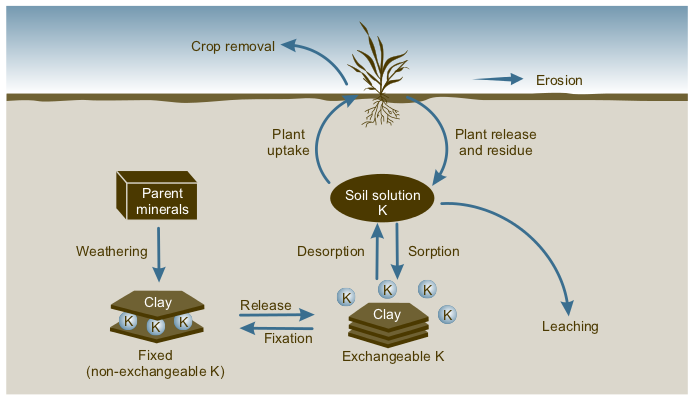 Crop removal
Erosion
Plant
uptake
Plant release
and residue
Parent
minerals
Soil solution
K
Weathering
Desorption
Sorption
Clay
K
K
K
Release
Fixation
K
K
K
K
Clay
Leaching
Fixed
(non-exchangeable K)
Exchangeable K